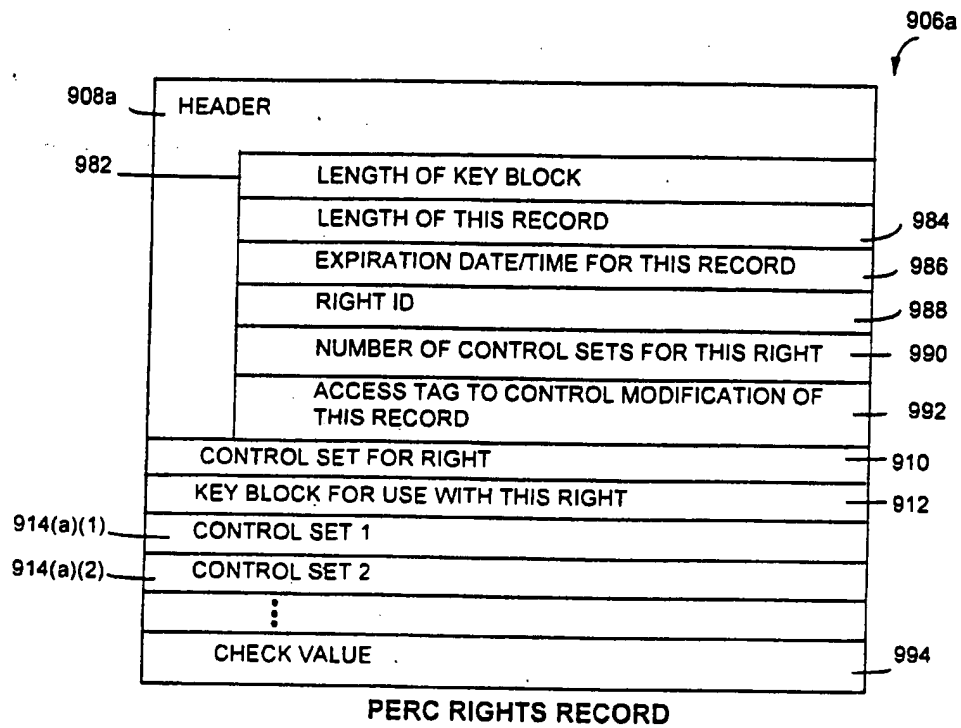 906a
908a
HEADER
982
LENGTH OF KEY BLOCK
LENGTH OF THIS RECORD
984
EXPIRATION DATE/TIME FOR THIS RECORD
986
RIGHT ID
988
NUMBER OF CONTROL SETS FOR THIS RIGHT
990
ACCESS TAG TO CONTROL MODIFICATION OF
THIS RECORD
992
CONTROL SET FOR RIGHT
910
KEY BLOCK FOR USE WITH THIS RIGHT
912
914(a)(1)
CONTROL SET 1
914(a)(2)
CONTROL SET 2
CHECK VALUE
994
PERC RIGHTS RECORD